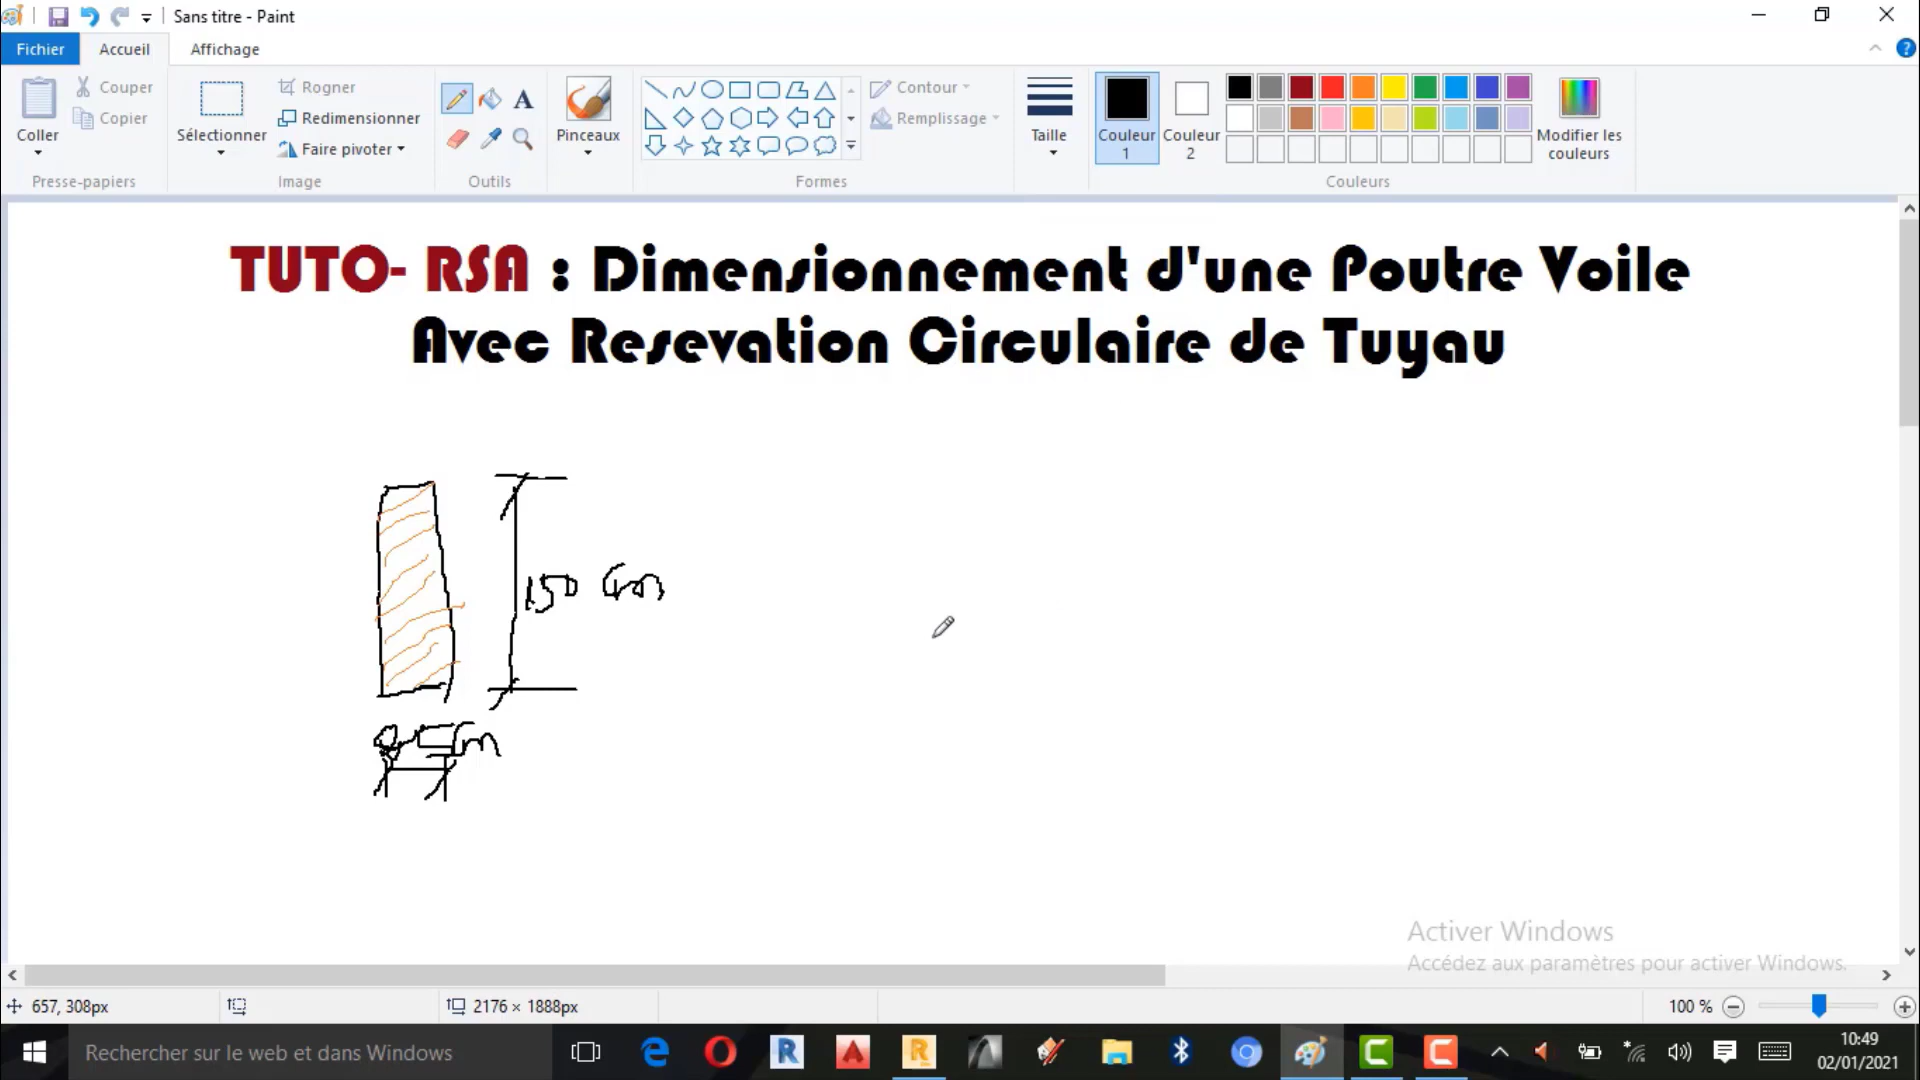 Sans titre - Paint
Fichier Accueil Affichage
Coller
Couper
Copier
Presse-papiers
Sélectionner
Rogner
Redimensionner
Faire pivoter
Image
A
Outils
Pinceaux
Contour
Remplissage
Formes
Taille
Couleur 1
Couleur 2
Modifier les couleurs
Couleurs
TUTO- RSA : Dimensionnement d'une Poutre Voile
Avec Resevation Circulaire de Tuyau
150 Cm
Activer Windows
Accédez aux paramètres pour activer Windows.
657, 308px
2176 × 1888px
100 %
Rechercher sur le web et dans Windows
10:49
02/01/2021